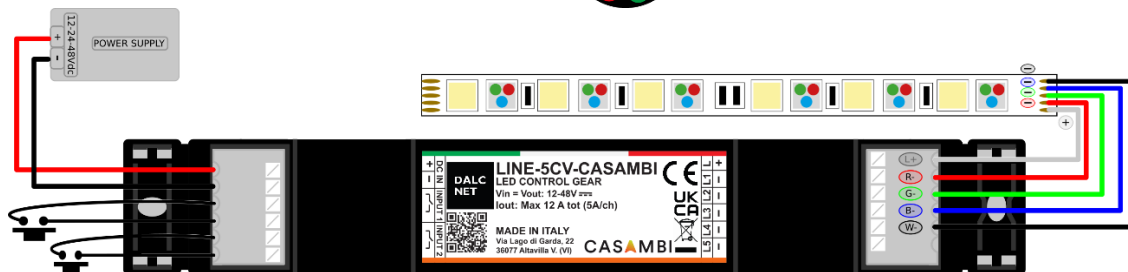 12-24-48Vdc
+
-
POWER SUPPLY
+
-
DC IN
INPUT 1
INPUT 2
DALC
NET
LINE-5CV-CASAMBI
LED CONTROL GEAR
Vin = Vout: 12-48V
Iout: Max 12 A tot (5A/ch)
MADE IN ITALY
Via Lago di Garda, 22
36077 Altavilla V. (VI)
CASAMBI
CE
UK
CA
L +
L1 -
L2 -
L3 -
L4 -
L5 -
-
-
-
-
+
L+
R-
G-
B-
W-